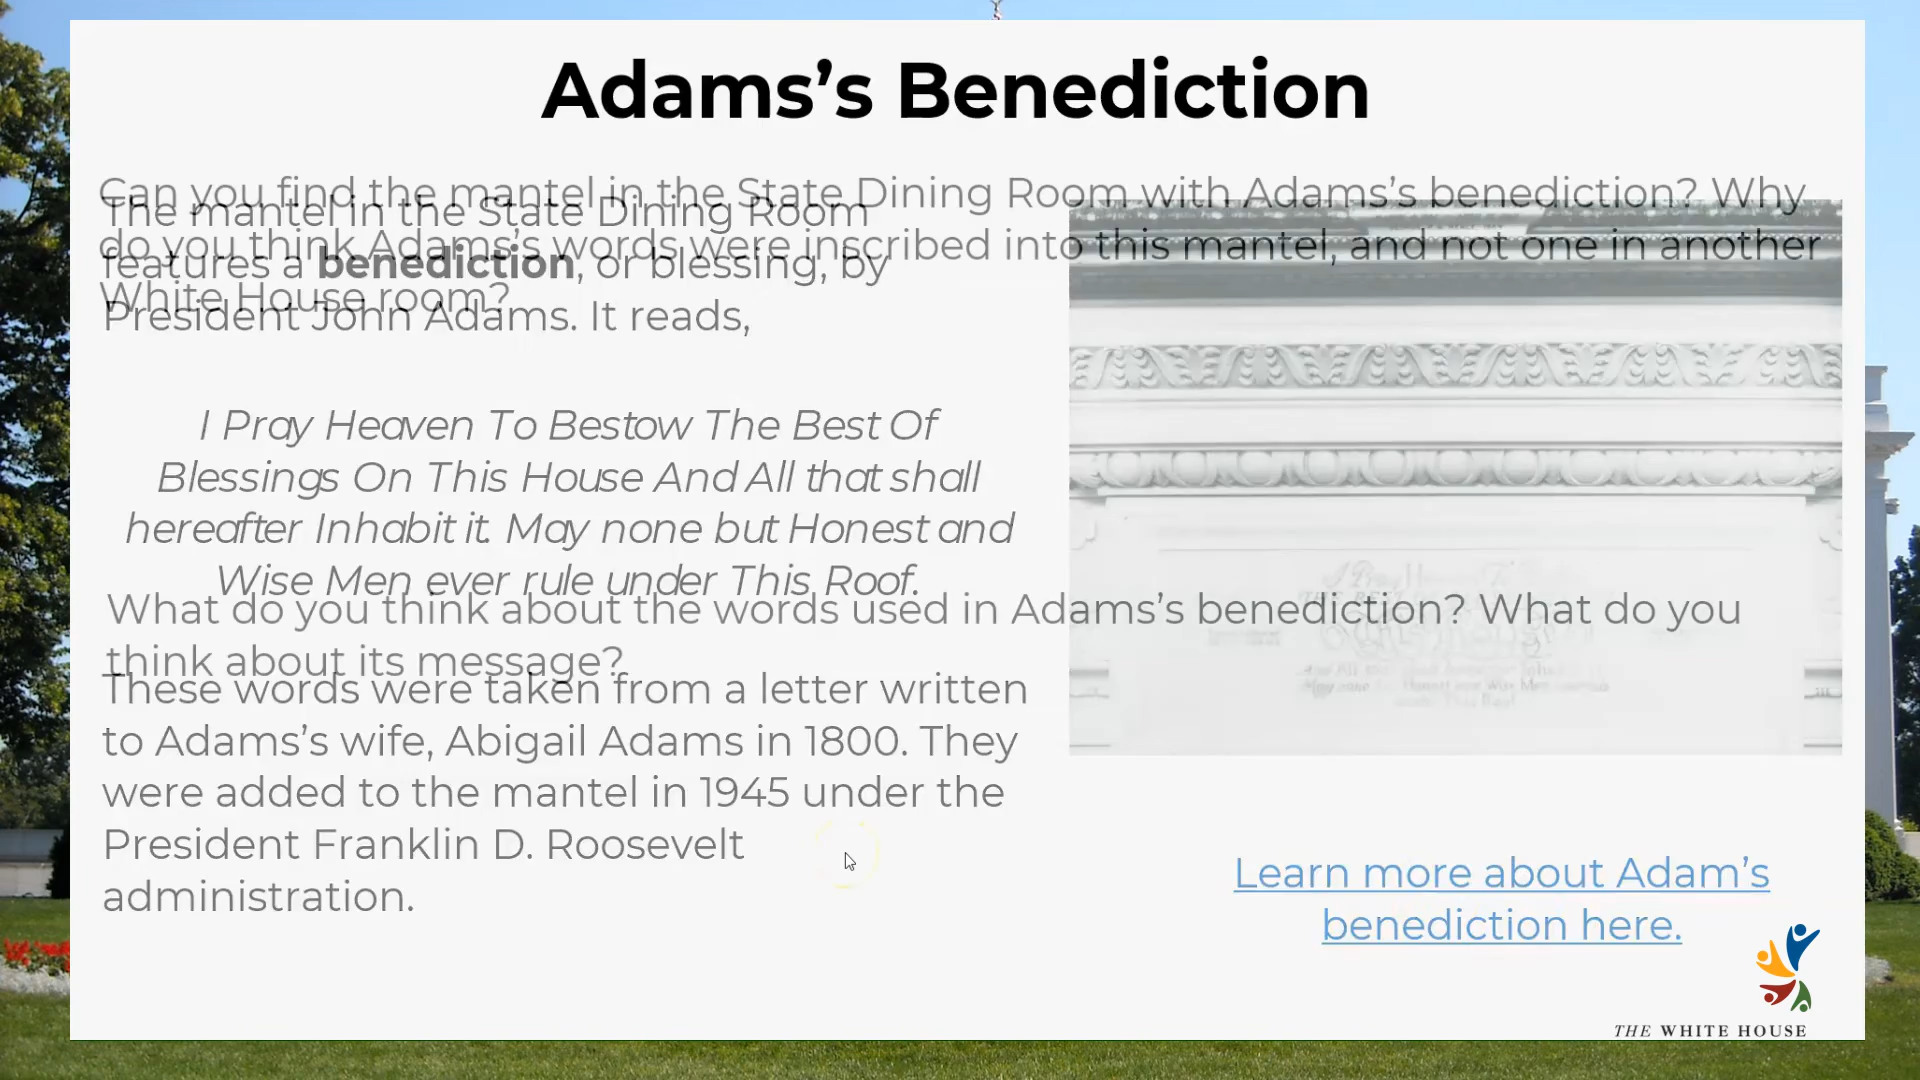 Adams’s Benediction
Can you find the mantel in the State Dining Room with Adams’s benediction? Why
do you think Adams’s words were inscribed into this mantel, and not one in another
White House room?
The mantel in the State Dining Room
features a benediction, or blessing, by
President John Adams. It reads,
I Pray Heaven To Bestow The Best Of
Blessings On This House And All that shall
hereafter Inhabit it. May none but Honest and
Wise Men ever rule under This Roof.
What do you think about the words used in Adams’s benediction? What do you
think about its message?
These words were taken from a letter written
to Adams’s wife, Abigail Adams in 1800. They
were added to the mantel in 1945 under the
President Franklin D. Roosevelt
administration.
Learn more about Adam’s
benediction here.
THE WHITE HOUSE